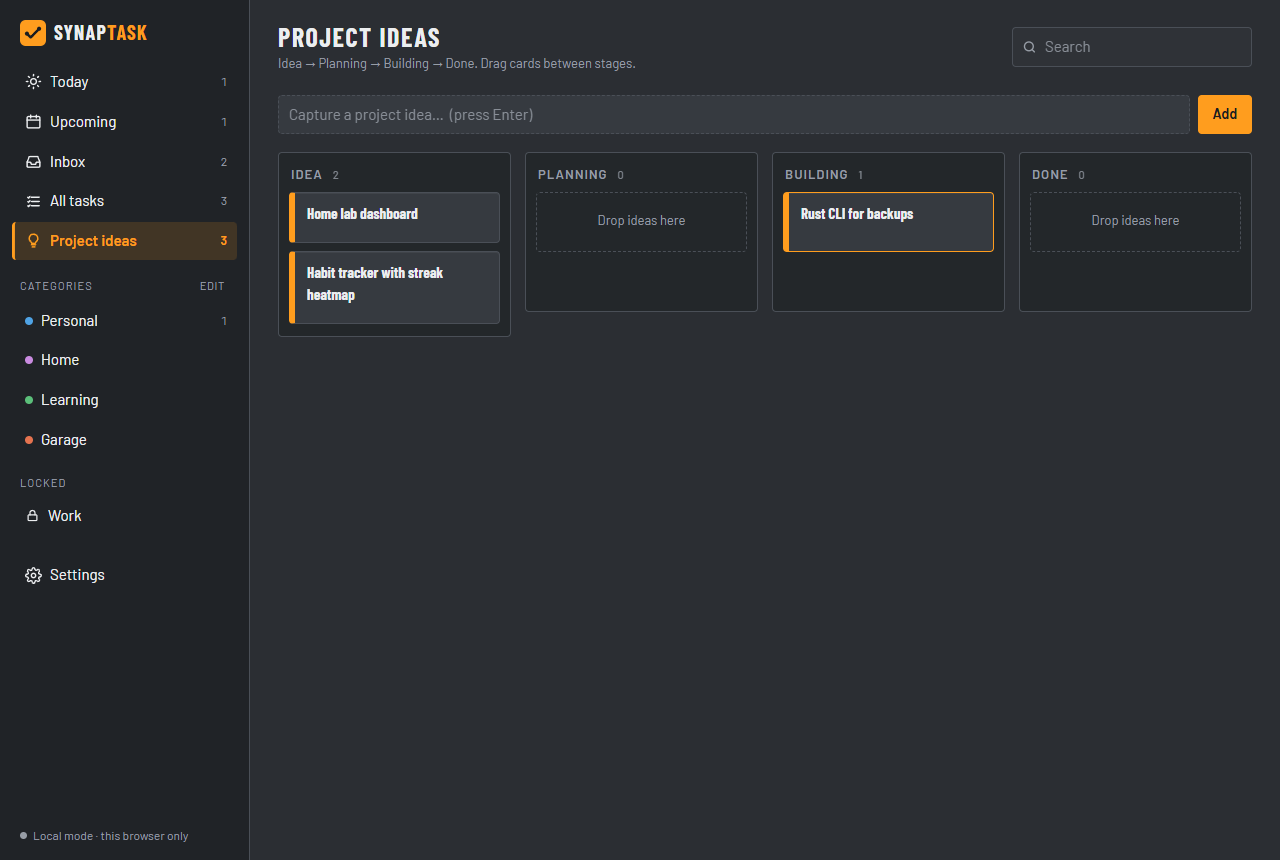 SYNAPTASK
Today 1
Upcoming 1
Inbox 2
All tasks 3
Project ideas 3
CATEGORIES EDIT
Personal 1
Home
Learning
Garage
LOCKED
Work
Settings
Local mode · this browser only
PROJECT IDEAS
Idea → Planning → Building → Done. Drag cards between stages.
Search
Capture a project idea... (press Enter)
Add
IDEA 2
Home lab dashboard
Habit tracker with streak
heatmap
PLANNING 0
Drop ideas here
BUILDING 1
Rust CLI for backups
DONE 0
Drop ideas here